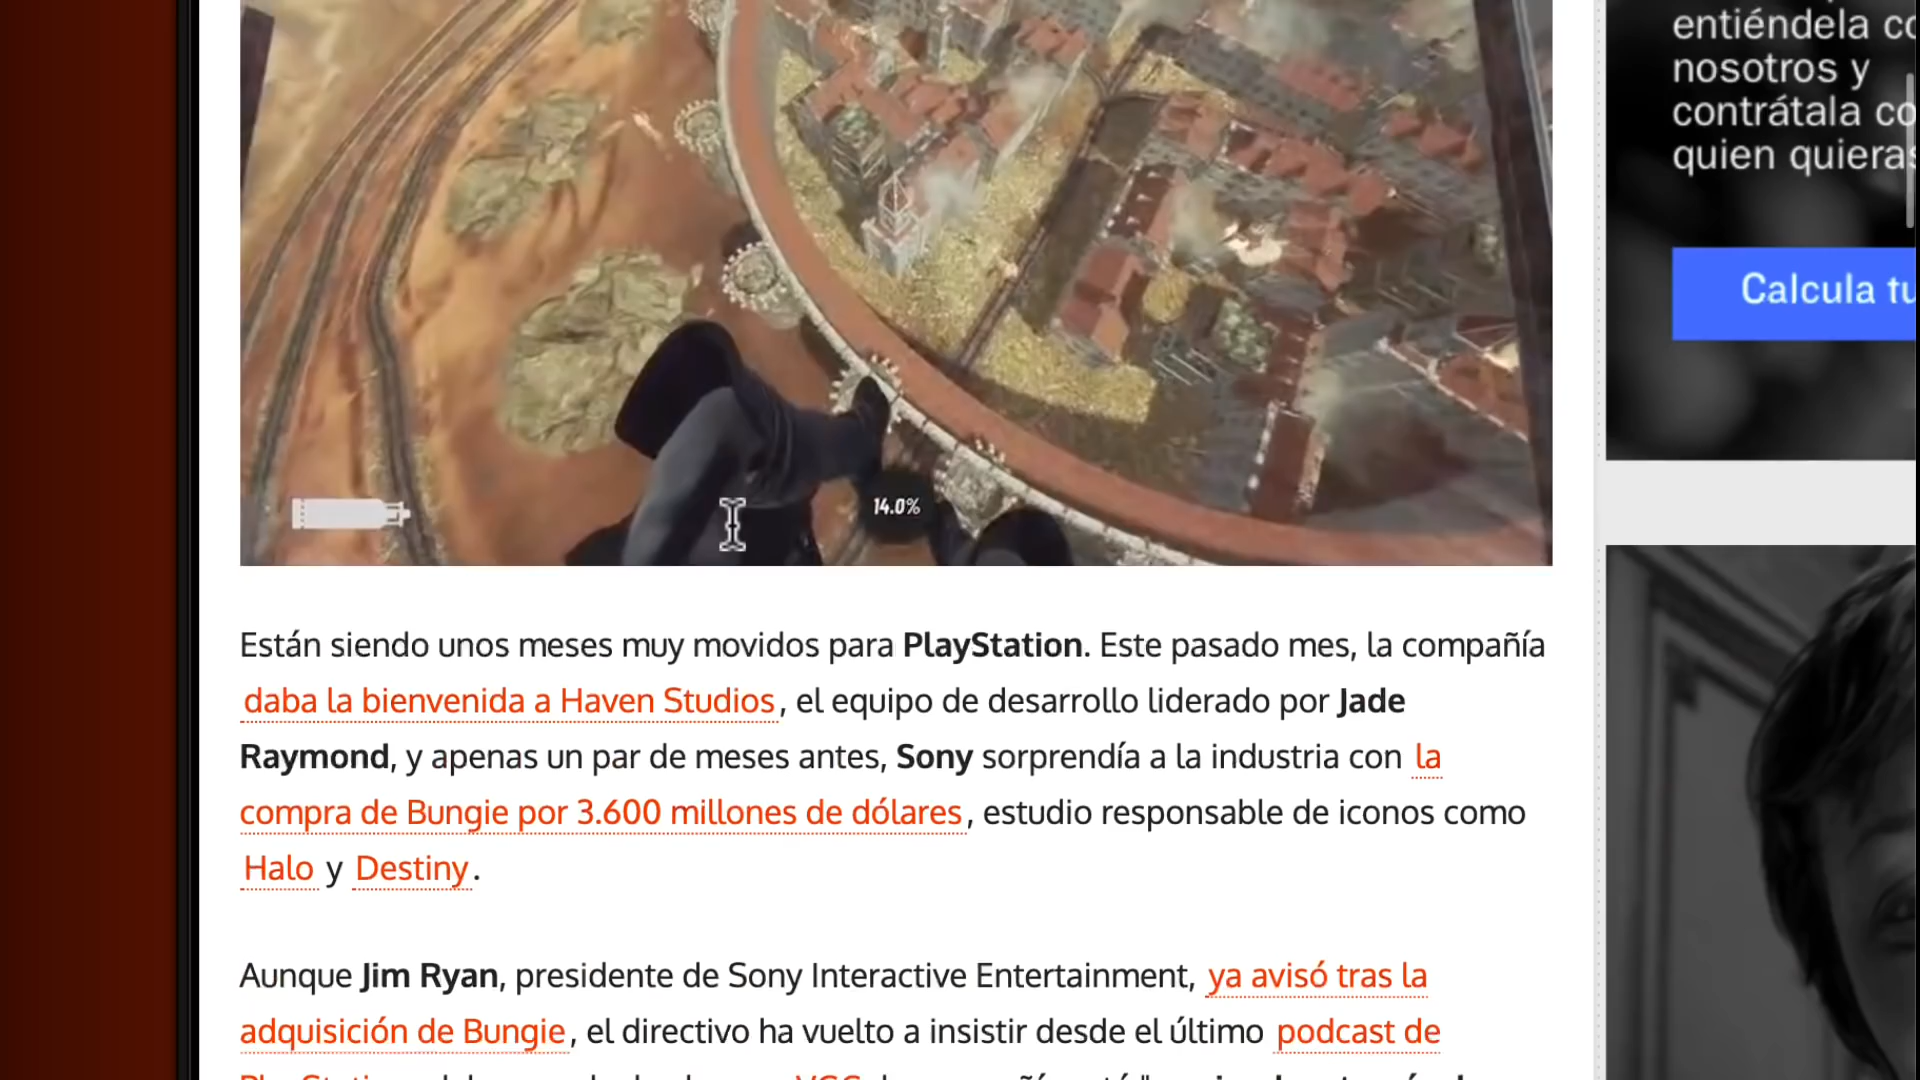 entiéndela
nosotros y
contrátala
quien
Calcula
14.0%
Están siendo unos meses muy movidos para PlayStation. Este pasado mes, la compañía
daba la bienvenida a Haven Studios, el equipo de desarrollo liderado por Jade
Raymond, y apenas un par de meses antes, Sony sorprendía a la industria con la
compra de Bungie por 3.600 millones de dólares, estudio responsable de iconos como
Halo y Destiny.
Aunque Jim Ryan, presidente de Sony Interactive Entertainment, ya avisó tras la
adquisición de Bungie, el directivo ha vuelto a insistir desde el último podcast de